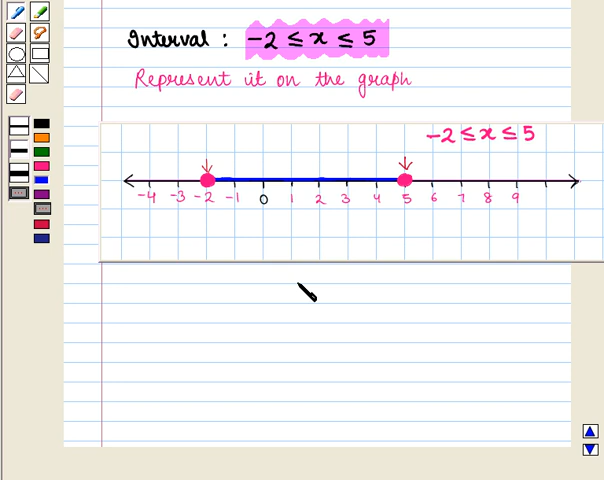 Interval : -2 ≤ x ≤ 5
Represent it on the graph
-2 ≤ x ≤ 5
-4 -3 -2 -1 0 1 2 3 4 5 6 7 8 9